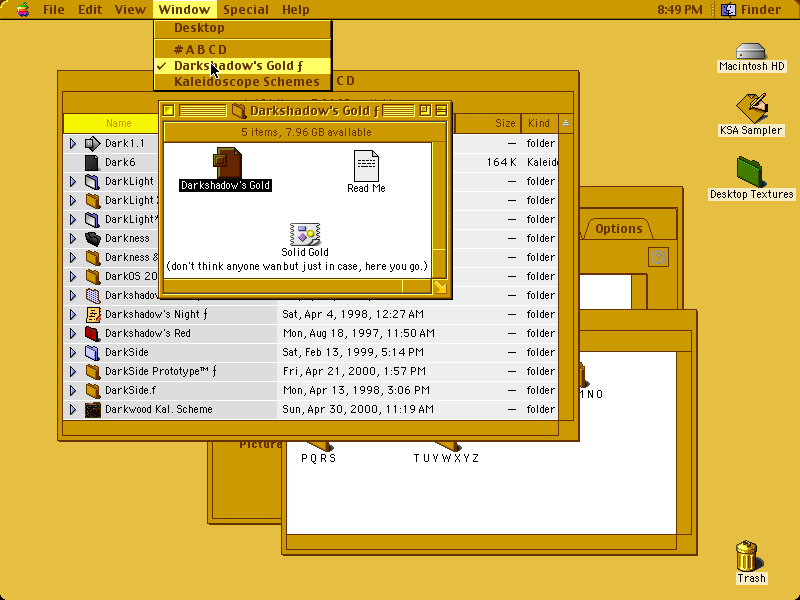 File Edit View Window Special Help 8:49 PM Finder
Desktop
# A B C D
✓ Darkshadow's Gold ƒ
Kaleidoscope Schemes
C D
Name Size Kind
Dark1.1 — folder
Dark6 164 K Kaleid
DarkLight — folder
DarkLight — folder
DarkLight* — folder
Darkness — folder
Darkness & — folder
DarkOS 20 — folder
Darkshadow — folder
Darkshadow's Night ƒ Sat, Apr 4, 1998, 12:27 AM — folder
Darkshadow's Red Mon, Aug 18, 1997, 11:50 AM — folder
DarkSide Sat, Feb 13, 1999, 5:14 PM — folder
DarkSide Prototype™ ƒ Fri, Apr 21, 2000, 1:57 PM — folder
DarkSide.f Mon, Apr 13, 1998, 3:06 PM — folder
Darkwood Kal. Scheme Sun, Apr 30, 2000, 11:19 AM — folder
Darkshadow's Gold ƒ
5 items, 7.96 GB available
Darkshadow's Gold
Read Me
Solid Gold
(don't think anyone wan but just in case, here you go.)
Options
?
Picture
M N O
P Q R S
T U V W X Y Z
Macintosh HD
KSA Sampler
Desktop Textures
Trash